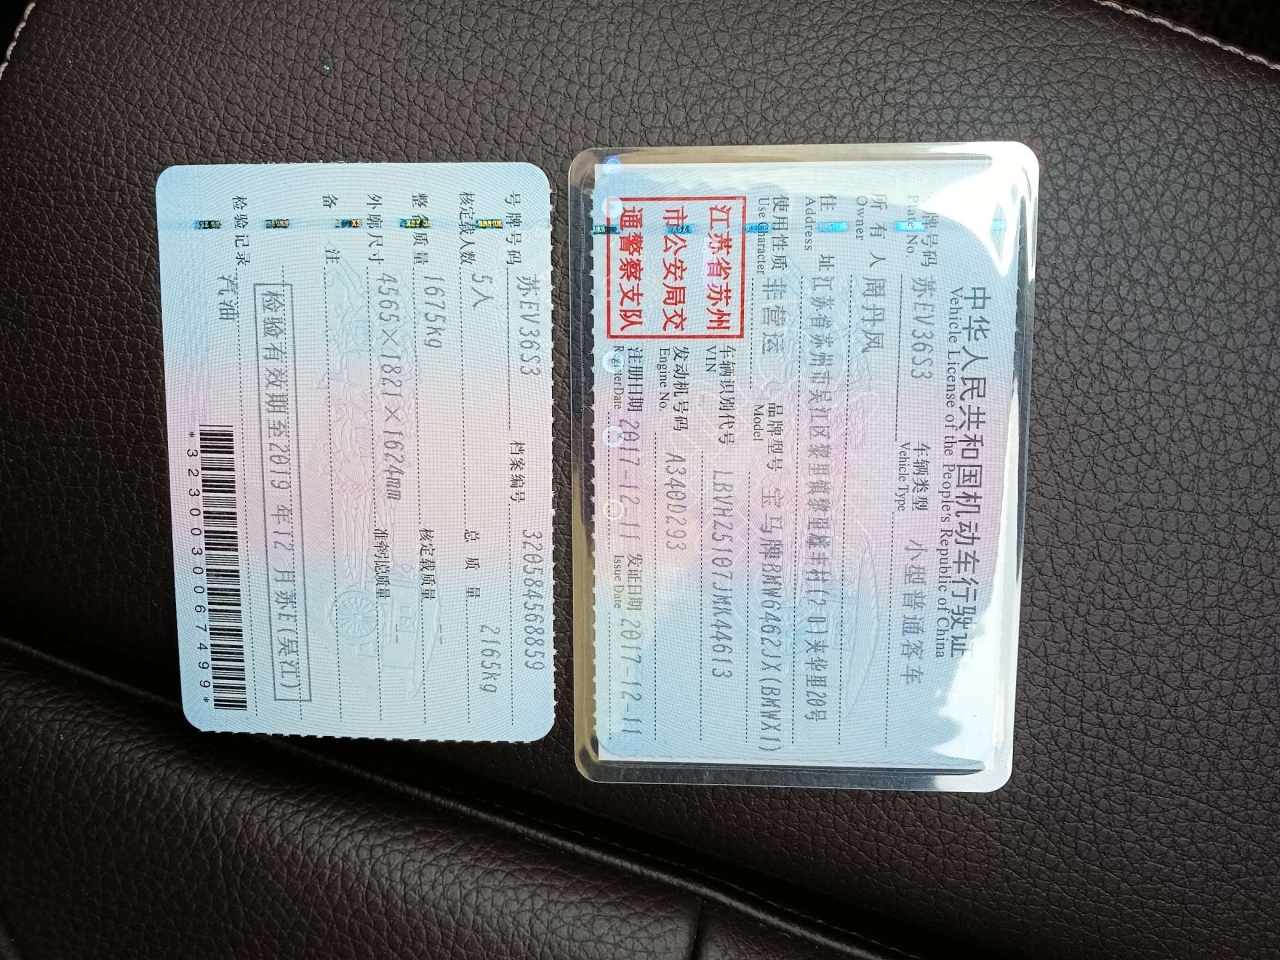 中华人民共和国机动车行驶证
Vehicle License of the People's Republic of China
牌号码 苏EV36S3 车辆类型 小型普通客车
Plate No. Vehicle Type
所有人 周丹凤
Owner
住址 江苏省苏州市吴江区黎里镇黎星村(20)夹华里20号
Address
使用性质 非营运 品牌型号 宝马牌BMW6462JX(BMWX1)
Use Character Model
江苏省苏州
市公安局交
通警察支队
车辆识别代号 LBVHZ5107JMK44613
VIN
发动机号码 A340D293
Engine No.
注册日期 2017-12-11 发证日期 2017-12-11
Register Date Issue Date
号牌号码 苏EV36S3 档案编号 320584568859
核定载人数 5人 总质量 2165kg
整备质量 1675kg 核定载质量 --
外廓尺寸 4565×1821×1624mm 准牵引总质量 --
备注
检验有效期至2019年12月苏E(吴江)
检验记录 汽油
*3230030067499*